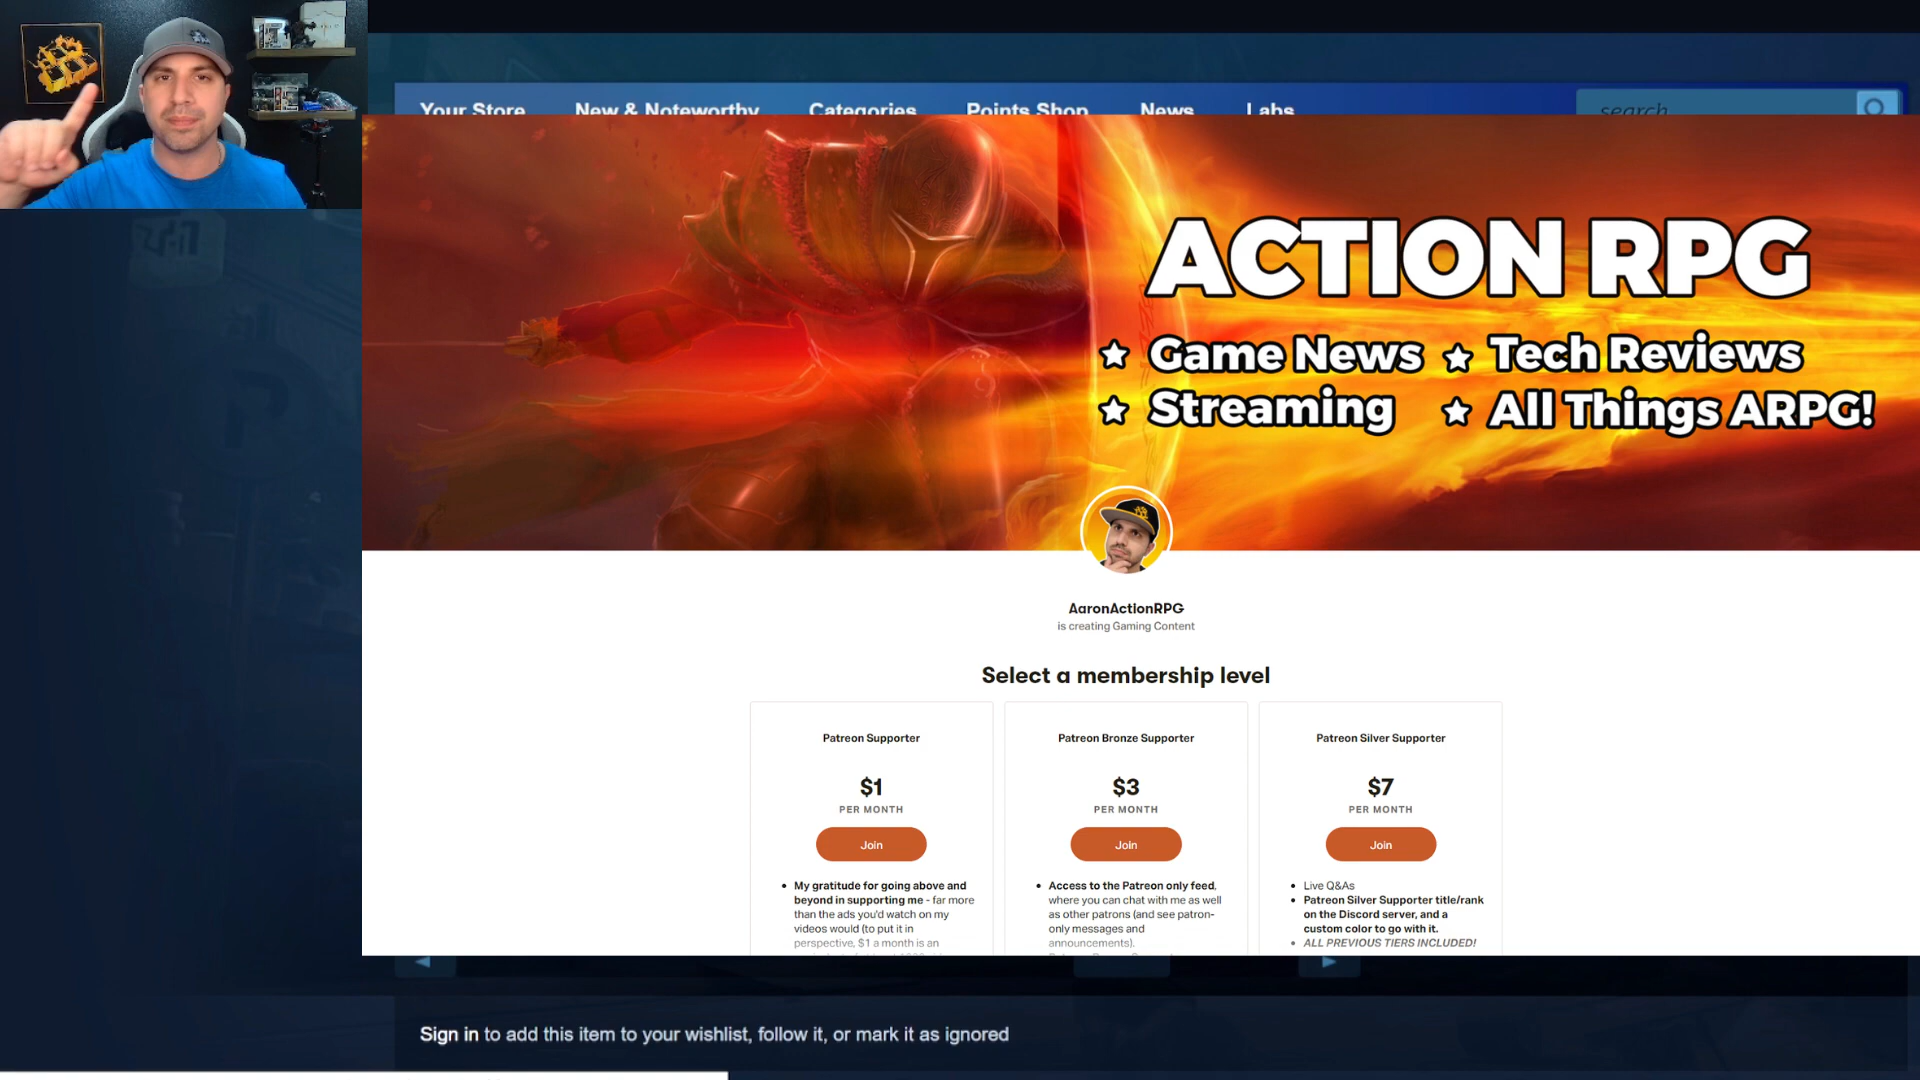 Your Store New & Noteworthy Categories Points Shop News Labs search
ACTION RPG
Game News Tech Reviews
Streaming All Things ARPG!
AaronActionRPG
is creating Gaming Content
Select a membership level
Patreon Supporter
$1
PER MONTH
Join
• My gratitude for going above and
beyond in supporting me - far more
than the ads you'd watch on my
videos would (to put it in
perspective, $1 a month is an
Patreon Bronze Supporter
$3
PER MONTH
Join
• Access to the Patreon only feed,
where you can chat with me as well
as other patrons (and see patron-
only messages and
announcements).
Patreon Silver Supporter
$7
PER MONTH
Join
• Live Q&As
• Patreon Silver Supporter title/rank
on the Discord server, and a
custom color to go with it.
• ALL PREVIOUS TIERS INCLUDED!
Sign in to add this item to your wishlist, follow it, or mark it as ignored